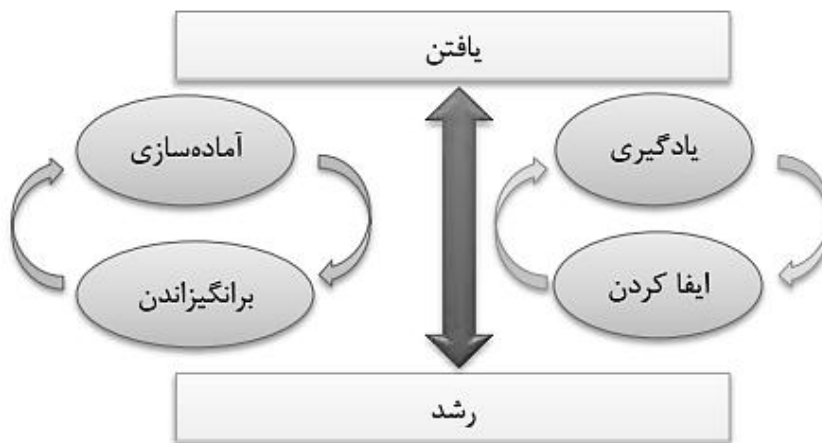 یافتن
یادگیری
آماده‌سازی
ایفا کردن
برانگیزاندن
رشد